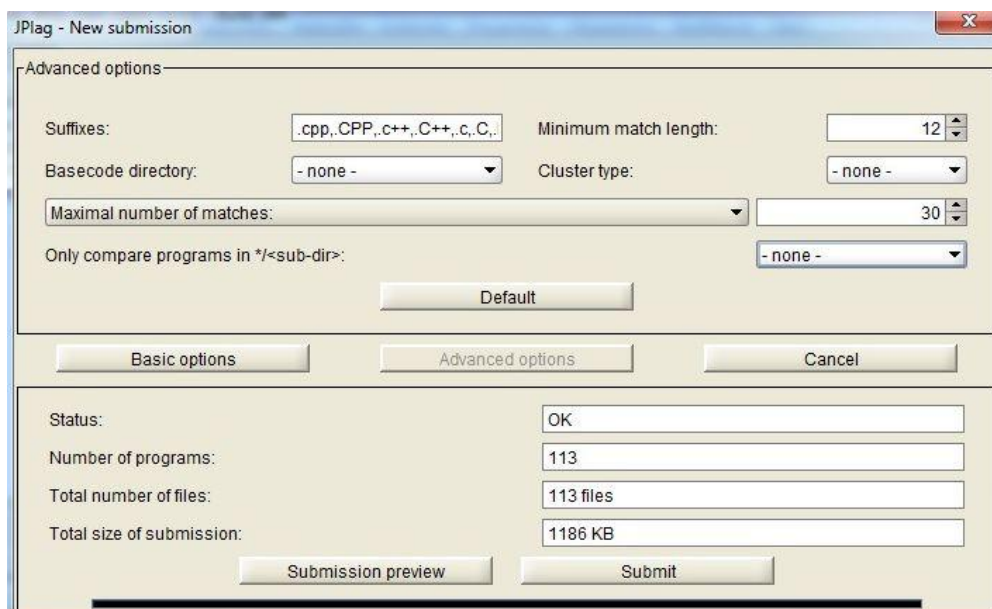 JPlag - New submission
Advanced options
Suffixes: .cpp,.CPP,.c++,.C++,.c,.C,. Minimum match length: 12
Basecode directory: - none - Cluster type: - none -
Maximal number of matches: 30
Only compare programs in */<sub-dir>: - none -
Default
Basic options Advanced options Cancel
Status: OK
Number of programs: 113
Total number of files: 113 files
Total size of submission: 1186 KB
Submission preview Submit